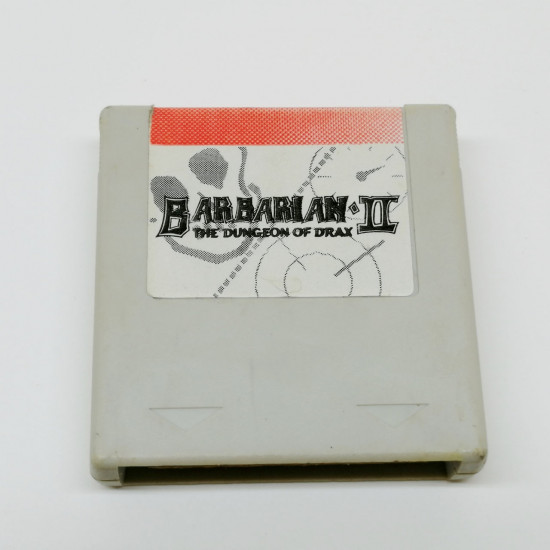 BARBARIAN·II
THE DUNGEON OF DRAX